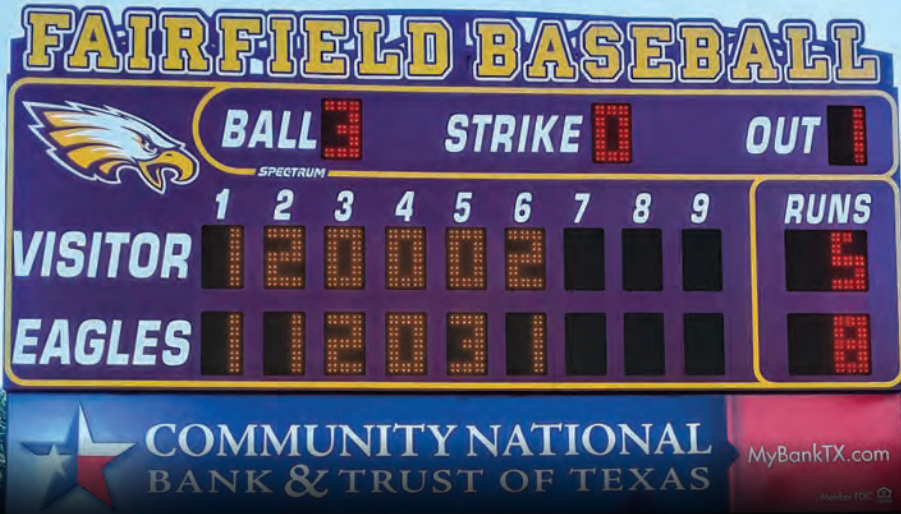 FAIRFIELD BASEBALL
BALL 3 STRIKE 0 OUT 1
SPECTRUM
1 2 3 4 5 6 7 8 9 RUNS
VISITOR 1 2 0 0 0 2 5
EAGLES 1 1 2 0 3 1 8
COMMUNITY NATIONAL
BANK & TRUST OF TEXAS
MyBankTX.com
Member FDIC